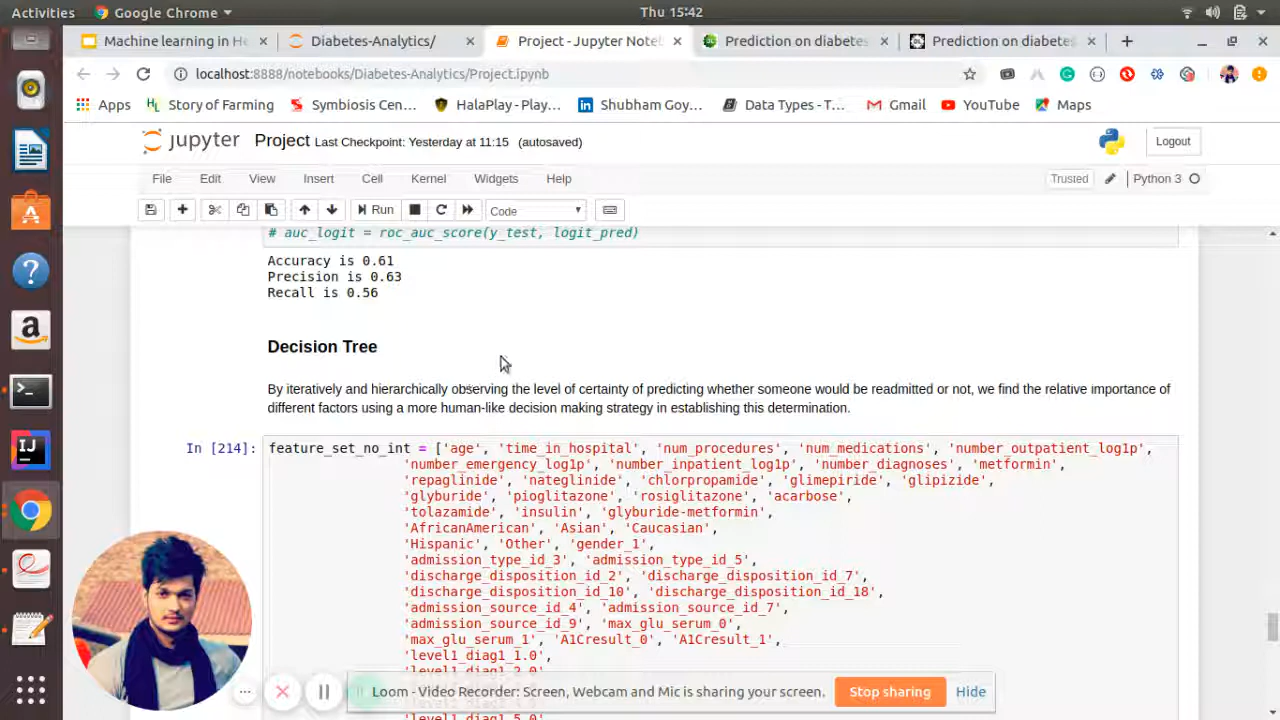 Activities Google Chrome Thu 15:42
Machine learning in He Diabetes-Analytics/ Project - Jupyter Noteb Prediction on diabetes Prediction on diabetes
localhost:8888/notebooks/Diabetes-Analytics/Project.ipynb
Apps Story of Farming Symbiosis Cen... HalaPlay - Play... Shubham Goy... Data Types - T... Gmail YouTube Maps
jupyter Project Last Checkpoint: Yesterday at 11:15 (autosaved) Logout
File Edit View Insert Cell Kernel Widgets Help Trusted Python 3
Run Code
# auc_logit = roc_auc_score(y_test, logit_pred)
Accuracy is 0.61
Precision is 0.63
Recall is 0.56
Decision Tree
By iteratively and hierarchically observing the level of certainty of predicting whether someone would be readmitted or not, we find the relative importance of
different factors using a more human-like decision making strategy in establishing this determination.
In [214]: feature_set_no_int = ['age', 'time_in_hospital', 'num_procedures', 'num_medications', 'number_outpatient_log1p',
'number_emergency_log1p', 'number_inpatient_log1p', 'number_diagnoses', 'metformin',
'repaglinide', 'nateglinide', 'chlorpropamide', 'glimepiride', 'glipizide',
'glyburide', 'pioglitazone', 'rosiglitazone', 'acarbose',
'tolazamide', 'insulin', 'glyburide-metformin',
'AfricanAmerican', 'Asian', 'Caucasian',
'Hispanic', 'Other', 'gender_1',
'admission_type_id_3', 'admission_type_id_5',
'discharge_disposition_id_2', 'discharge_disposition_id_7',
'discharge_disposition_id_10', 'discharge_disposition_id_18',
'admission_source_id_4', 'admission_source_id_7',
'admission_source_id_9', 'max_glu_serum_0',
'max_glu_serum_1', 'A1Cresult_0', 'A1Cresult_1',
'level1_diag1_1.0',
'level1_diag1_2.0',
Loom - Video Recorder: Screen, Webcam and Mic is sharing your screen. Stop sharing Hide
'level1_diag1_5.0'